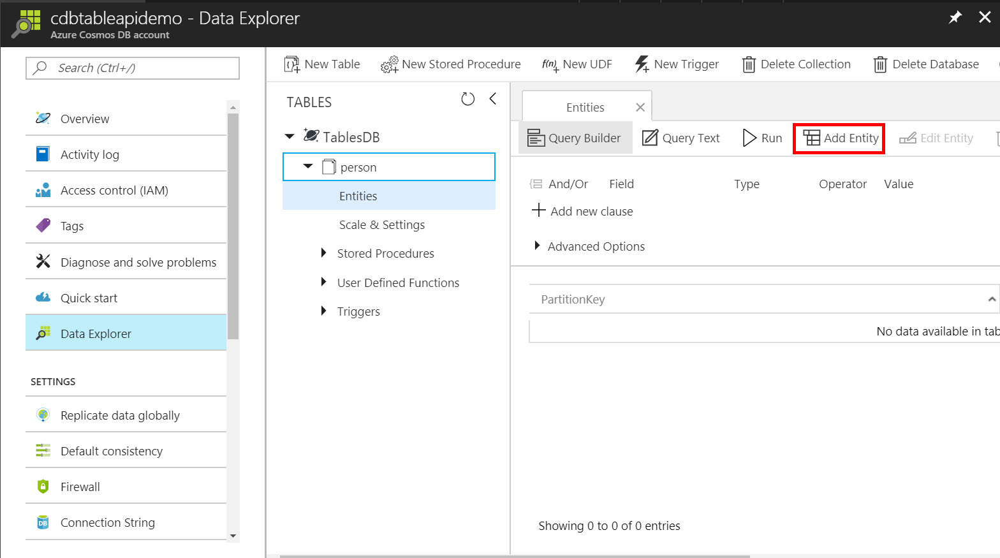 cdbtableapidemo - Data Explorer
Azure Cosmos DB account
Search (Ctrl+/)
Overview
Activity log
Access control (IAM)
Tags
Diagnose and solve problems
Quick start
Data Explorer
SETTINGS
Replicate data globally
Default consistency
Firewall
DB
Connection String
New Table
New Stored Procedure
f(n) New UDF
New Trigger
Delete Collection
Delete Database
TABLES
TablesDB
person
Entities
Scale & Settings
Stored Procedures
User Defined Functions
Triggers
Entities
Query Builder
Query Text
Run
Add Entity
Edit Entity
And/Or Field Type Operator Value
Add new clause
Advanced Options
PartitionKey
No data available in tab
Showing 0 to 0 of 0 entries